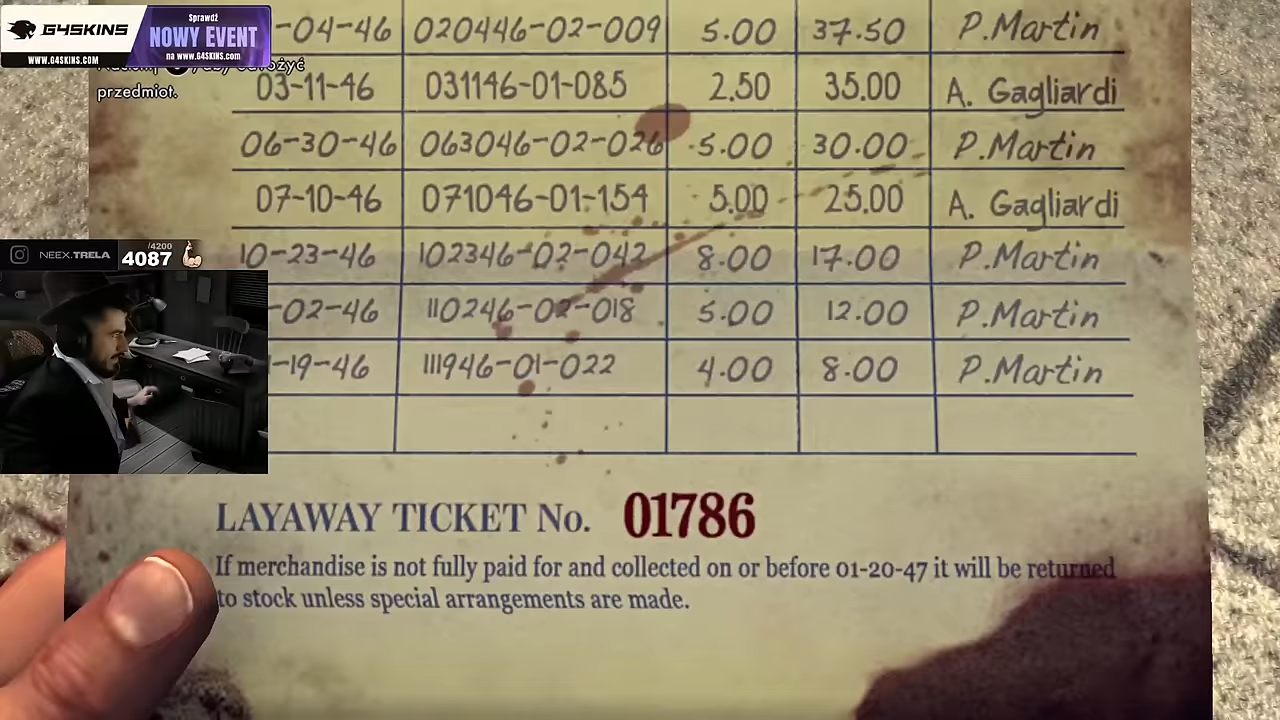 Sprawdź
G4SKINS
NOWY EVENT
www.G4SKINS.com
na www.G4SKINS.com
przedmiot.
-04-46 020446-02-009 5.00 37.50 P.Martin
03-11-46 031146-01-085 2.50 35.00 A. Gagliardi
06-30-46 063046-02-026 5.00 30.00 P.Martin
07-10-46 071046-01-154 5.00 25.00 A. Gagliardi
10-23-46 102346-02-042 8.00 17.00 P.Martin
-02-46 110246-02-018 5.00 12.00 P.Martin
-19-46 111946-01-022 4.00 8.00 P.Martin
NEEX.TRELA 4087 /4200
LAYAWAY TICKET No. 01786
If merchandise is not fully paid for and collected on or before 01-20-47 it will be returned
to stock unless special arrangements are made.